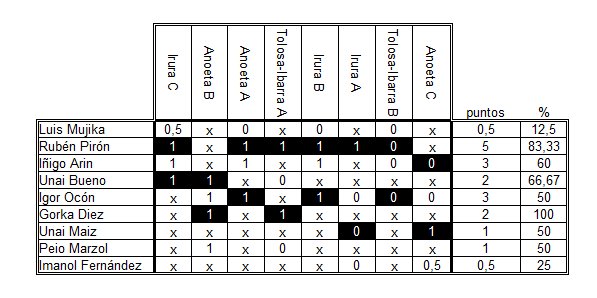 Irura C Anoeta B Anoeta A Tolosa-Ibarra A Irura B Irura A Tolosa-Ibarra B Anoeta C puntos %
Luis Mujika 0,5 x 0 x 0 x 0 x 0,5 12,5
Rubén Pirón 1 x 1 1 1 1 0 x 5 83,33
Iñigo Arin 1 x 1 x 1 x 0 0 3 60
Unai Bueno 1 1 x 0 x x x x 2 66,67
Igor Ocón x 1 1 x 1 0 0 0 3 50
Gorka Diez x 1 x 1 x x x x 2 100
Unai Maiz x x x x x 0 x 1 1 50
Peio Marzol x 1 x 0 x x x x 1 50
Imanol Fernández x x x x x 0 x 0,5 0,5 25